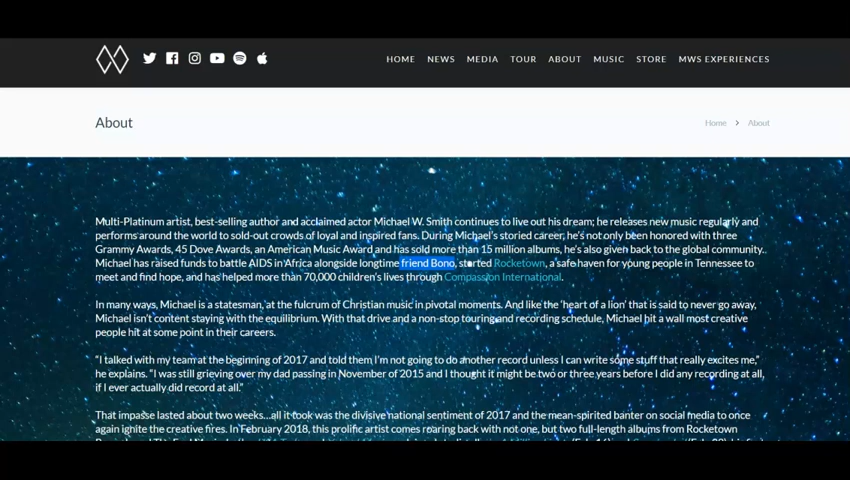 HOME NEWS MEDIA TOUR ABOUT MUSIC STORE MWS EXPERIENCES
About
Home > About
Multi-Platinum artist, best-selling author and acclaimed actor Michael W. Smith continues to live out his dream; he releases new music regularly and
performs around the world to sold-out crowds of loyal and inspired fans. During Michael's storied career, he's not only been honored with three
Grammy Awards, 45 Dove Awards, an American Music Award and has sold more than 15 million albums, he's also given back to the global community.
Michael has raised funds to battle AIDS in Africa alongside longtime friend Bono, started Rocketown, a safe haven for young people in Tennessee to
meet and find hope, and has helped more than 70,000 children's lives through Compassion International.
In many ways, Michael is a statesman, at the fulcrum of Christian music in pivotal moments. And like the 'heart of a lion' that is said to never go away,
Michael isn't content staying with the equilibrium. With that drive and a non-stop touring and recording schedule, Michael hit a wall most creative
people hit at some point in their careers.
"I talked with my team at the beginning of 2017 and told them I'm not going to do another record unless I can write some stuff that really excites me,"
he explains. "I was still grieving over my dad passing in November of 2015 and I thought it might be two or three years before I did any recording at all,
if I ever actually did record at all."
That impasse lasted about two weeks...all it took was the divisive national sentiment of 2017 and the mean-spirited banter on social media to once
again ignite the creative fires. In February 2018, this prolific artist comes roaring back with not one, but two full-length albums from Rocketown